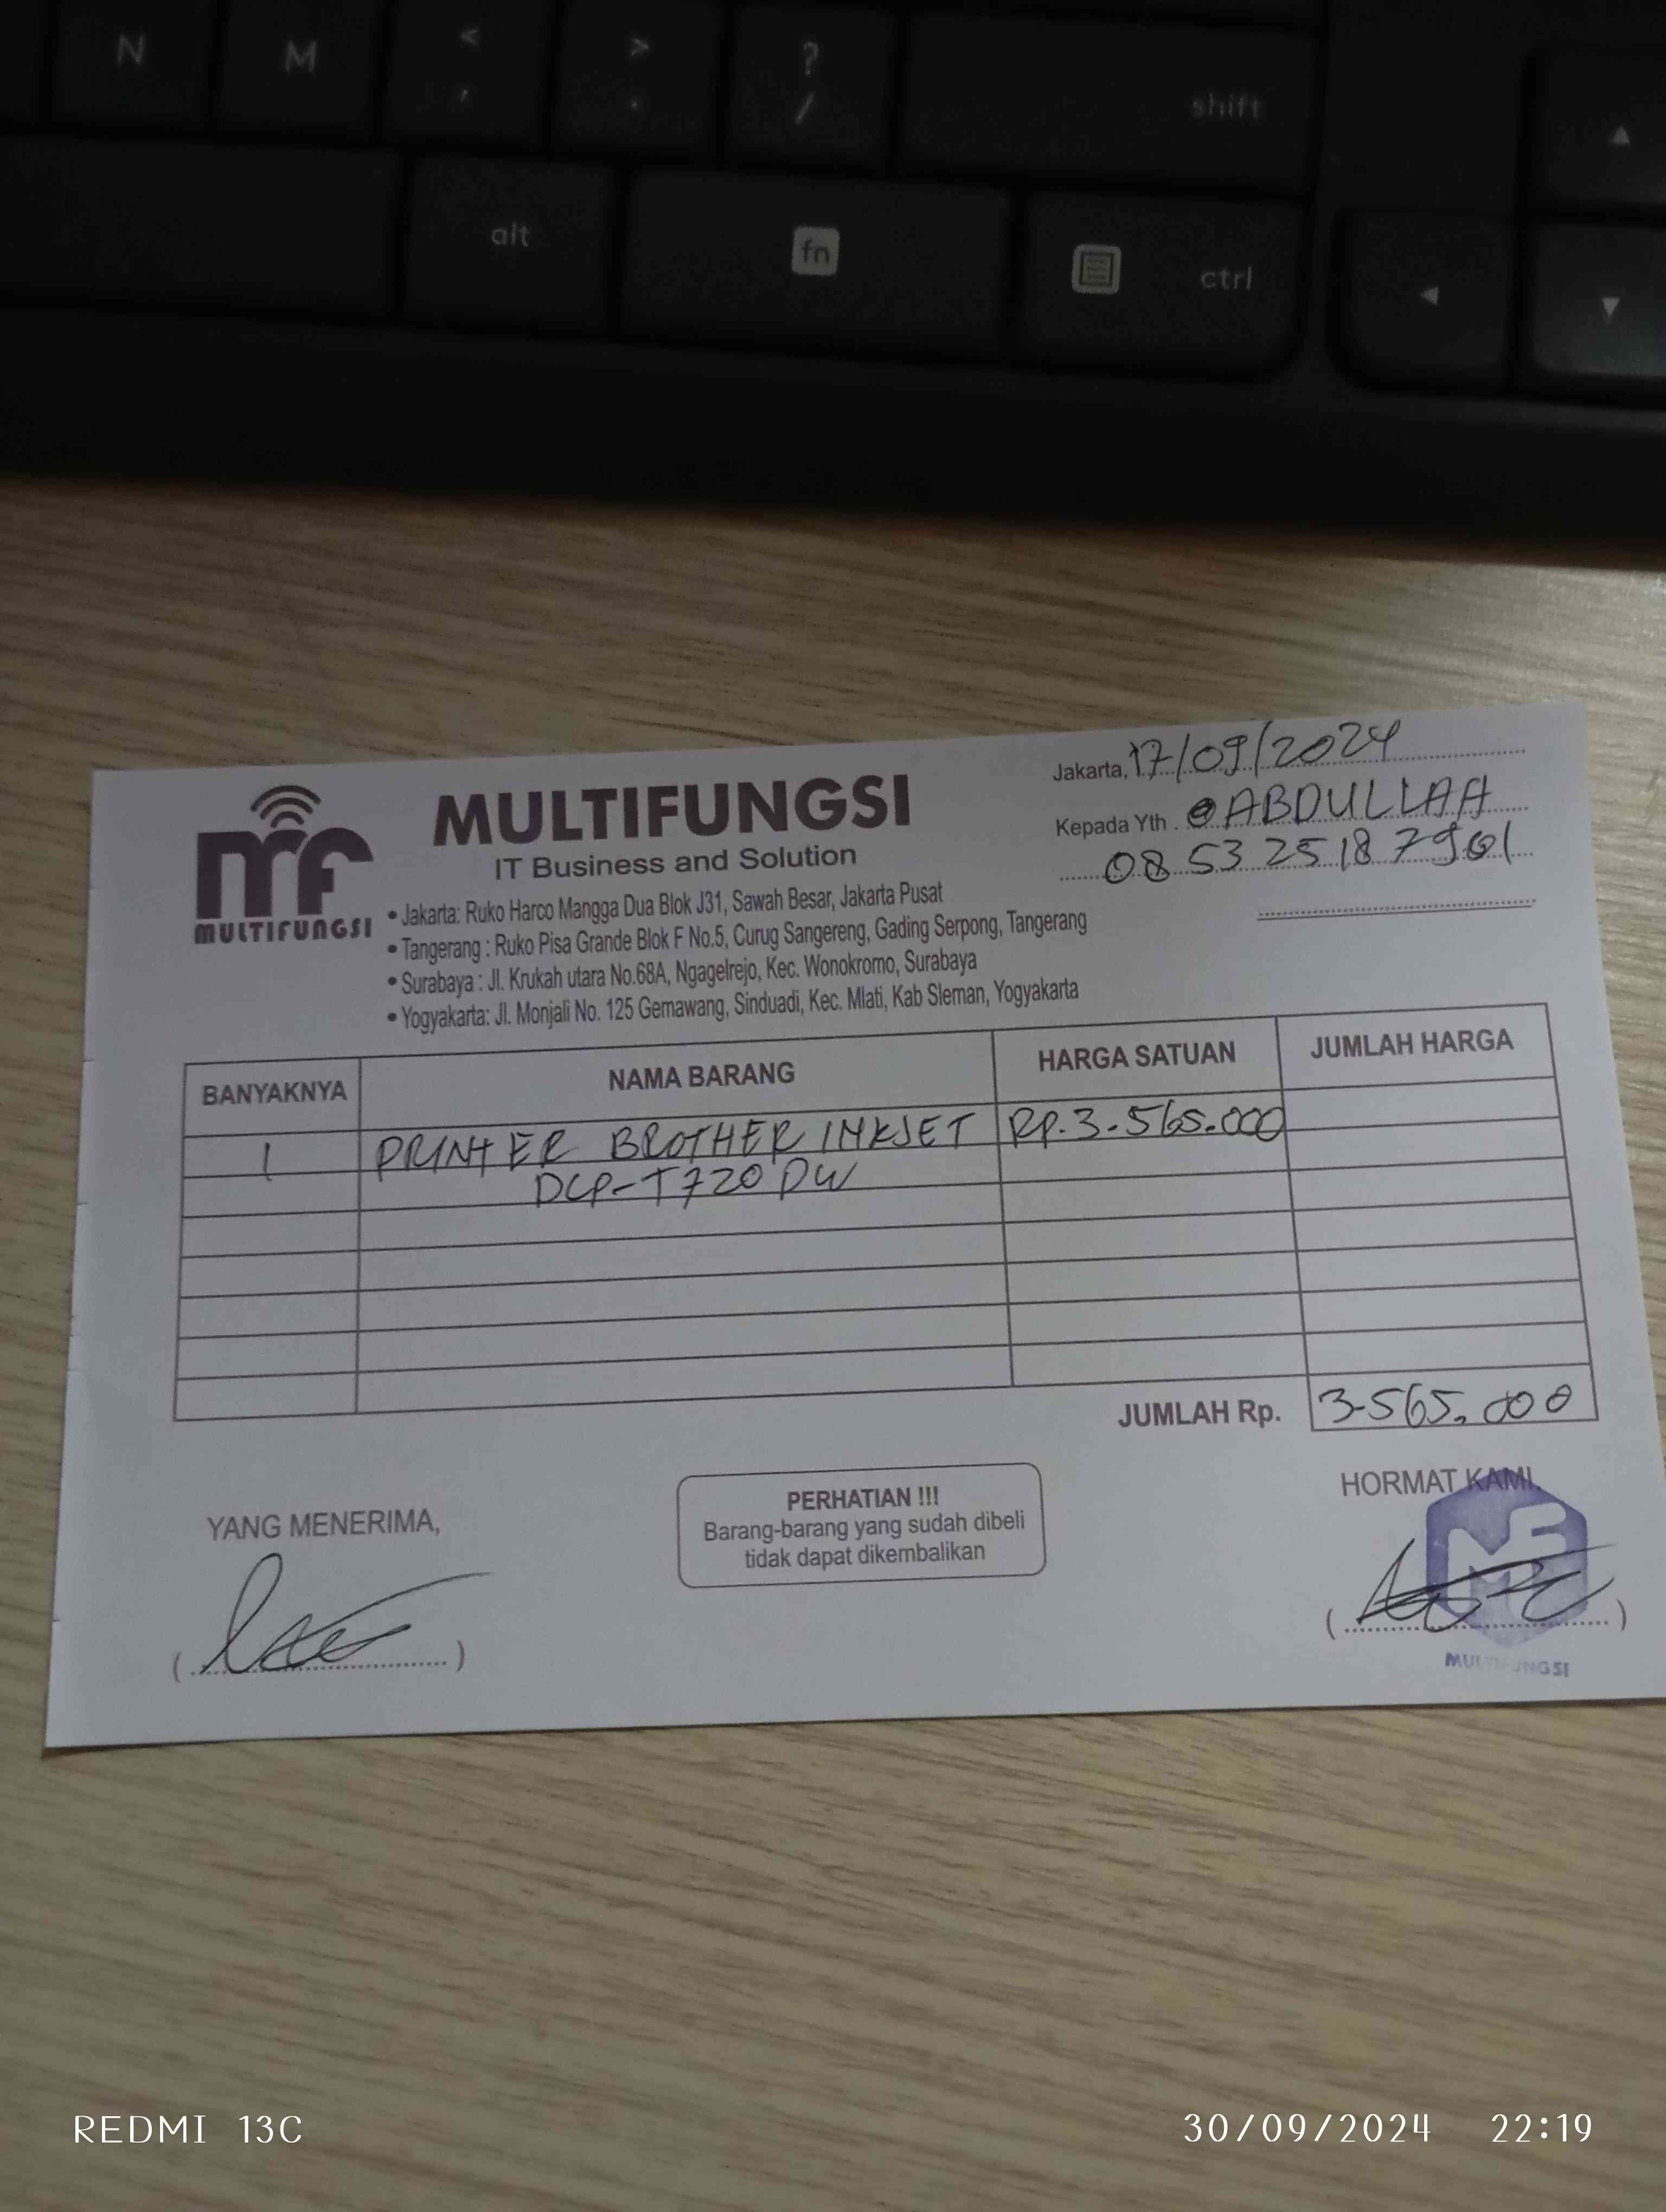 N M < , > . ? / shift ▲
alt fn ctrl ◄ ▼
Jakarta, 17/09/2024
Kepada Yth. ABDULLAH
MULTIFUNGSI
MULTIFUNGSI
IT Business and Solution
• Jakarta: Ruko Harco Mangga Dua Blok J31, Sawah Besar, Jakarta Pusat
• Tangerang : Ruko Pisa Grande Blok F No.5, Curug Sangereng, Gading Serpong, Tangerang
• Surabaya : Jl. Krukah utara No.68A, Ngagelrejo, Kec. Wonokromo, Surabaya
• Yogyakarta: Jl. Monjali No. 125 Gemawang, Sinduadi, Kec. Mlati, Kab Sleman, Yogyakarta
BANYAKNYA NAMA BARANG HARGA SATUAN JUMLAH HARGA
1 PRINTER BROTHER INKJET RP.3.565.000
DCP-T720 DW
JUMLAH Rp. 3.565.000
YANG MENERIMA,
PERHATIAN !!!
Barang-barang yang sudah dibeli
tidak dapat dikembalikan
HORMAT KAMI,
MULTIFUNGSI
REDMI 13C
30/09/2024 22:19